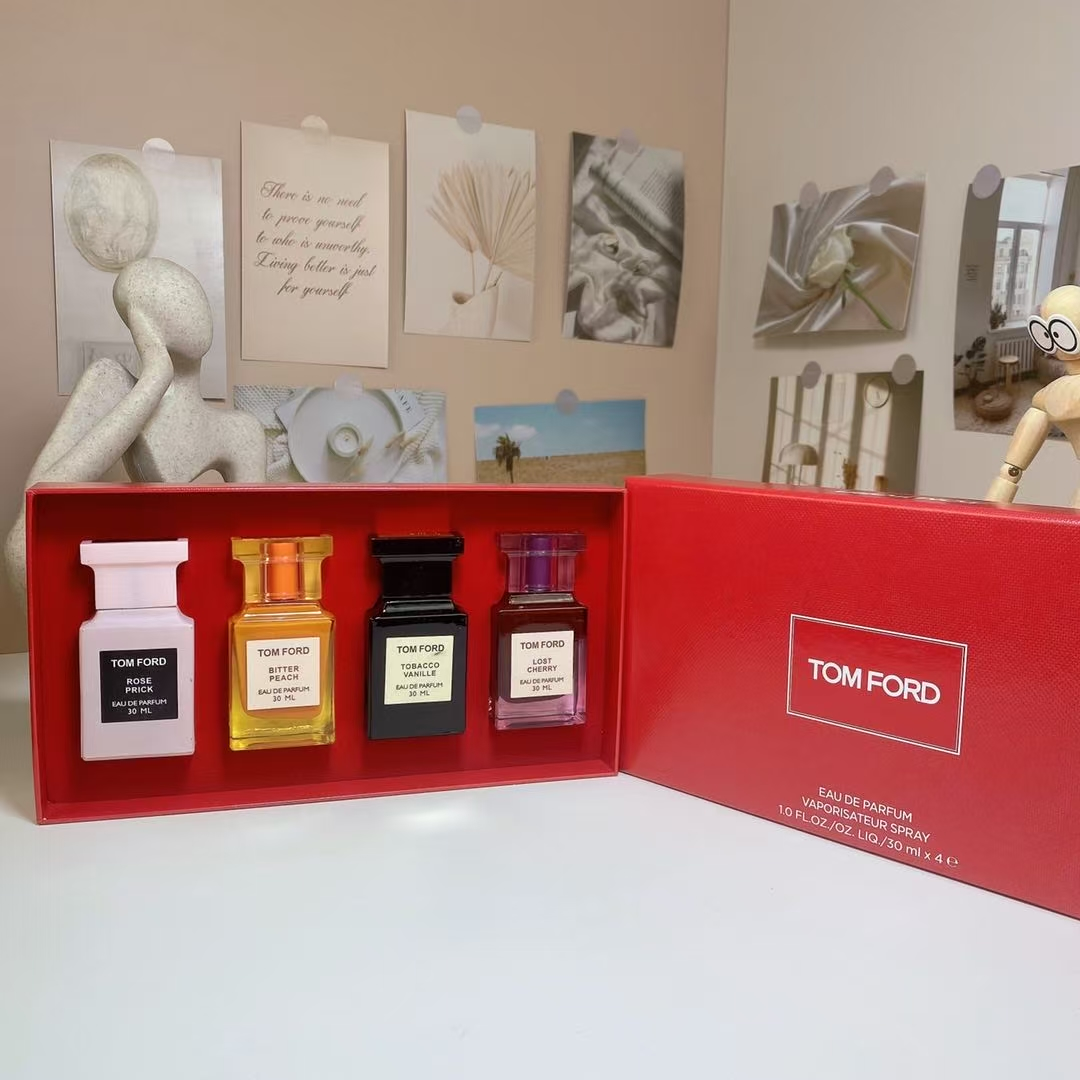 There is no need
to prove yourself
to who is unworthy.
Living better is just
for yourself
CAFE
TOM FORD
ROSE
PRICK
EAU DE PARFUM
30 ML
TOM FORD
BITTER
PEACH
EAU DE PARFUM
30 ML
TOM FORD
TOBACCO
VANILLE
EAU DE PARFUM
30 ML
TOM FORD
LOST
CHERRY
EAU DE PARFUM
30 ML
TOM FORD
EAU DE PARFUM
VAPORISATEUR SPRAY
1.0 FL.OZ./OZ. LIQ./30 ml x 4 ℮